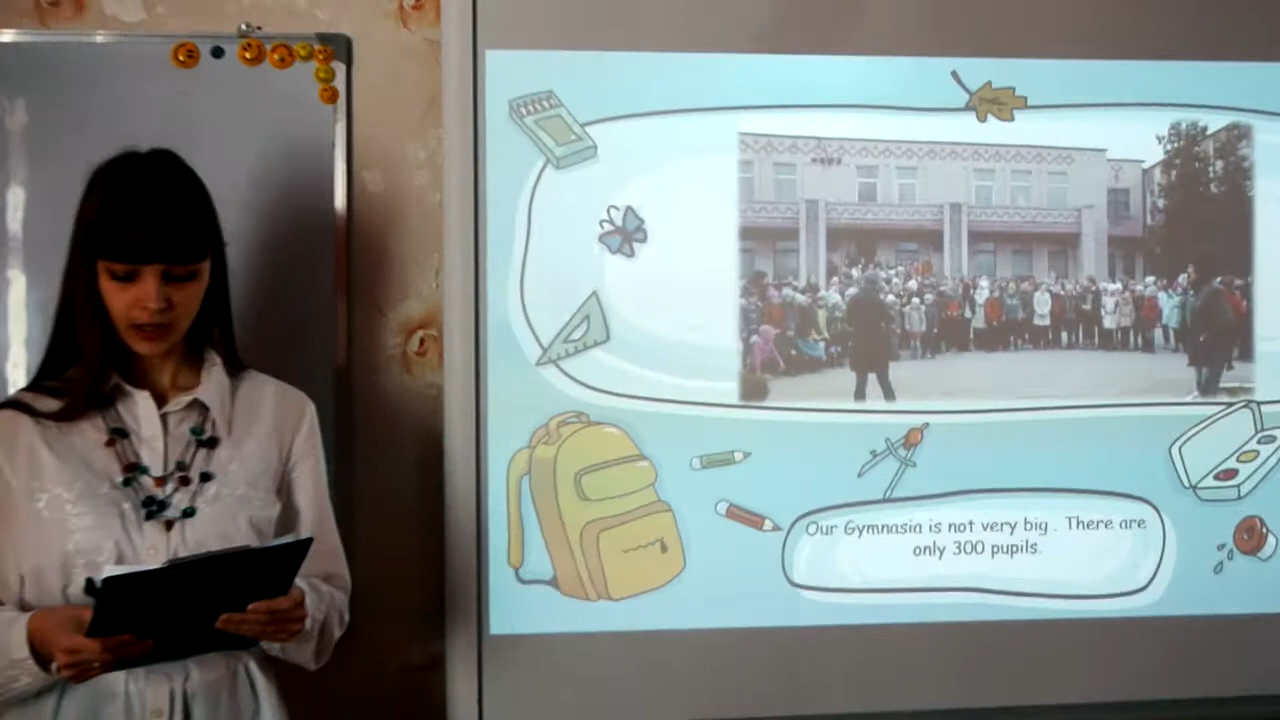 Our Gymnasia is not very big . There are
only 300 pupils.